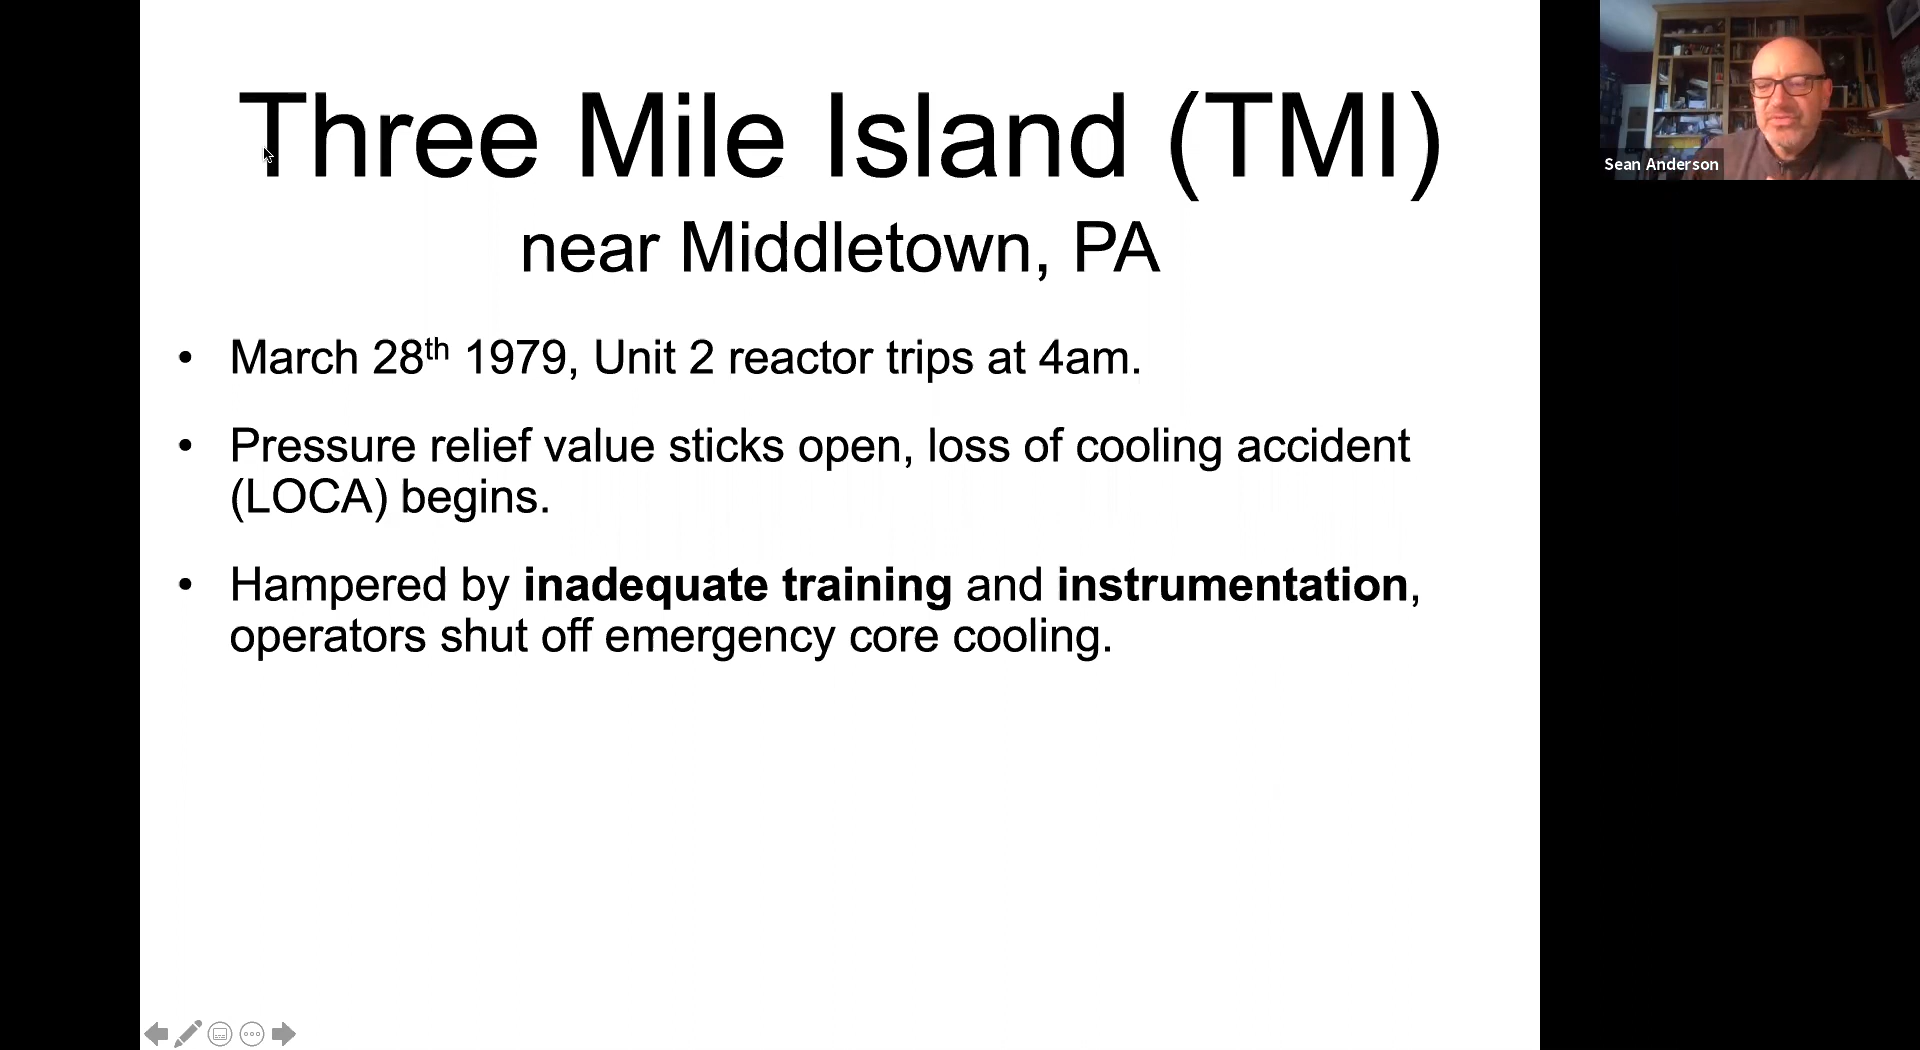 Three Mile Island (TMI)
near Middletown, PA
• March 28th 1979, Unit 2 reactor trips at 4am.
• Pressure relief value sticks open, loss of cooling accident
(LOCA) begins.
• Hampered by inadequate training and instrumentation,
operators shut off emergency core cooling.
Sean Anderson